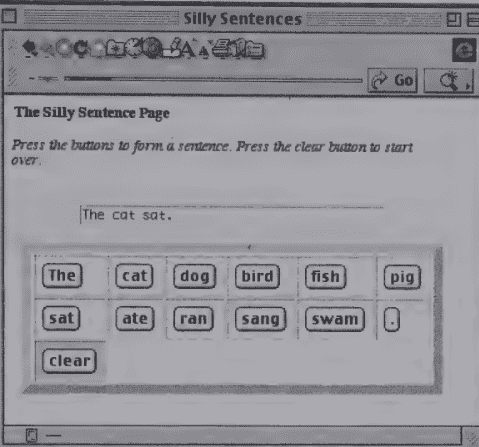 Silly Sentences
Go
The Silly Sentence Page
Press the buttons to form a sentence. Press the clear button to start
over.
The cat sat.
The cat dog bird fish pig
sat ate ran sang swam .
clear